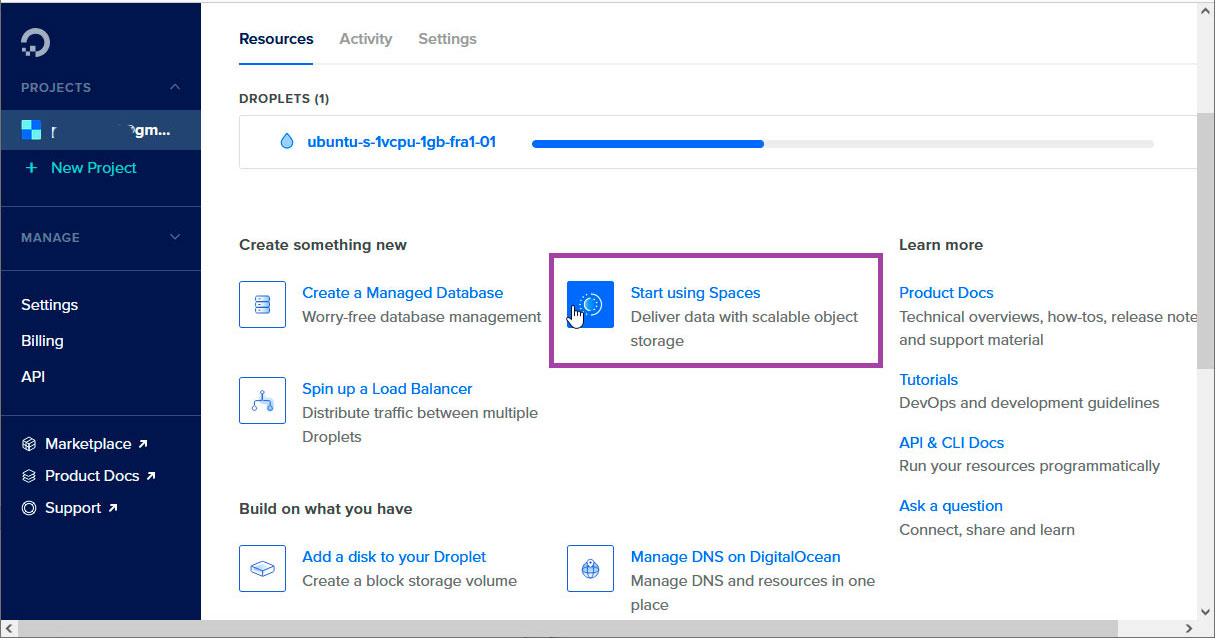 Resources Activity Settings
PROJECTS
gm...
+ New Project
MANAGE
Settings
Billing
API
Marketplace
Product Docs
Support
DROPLETS (1)
ubuntu-s-1vcpu-1gb-fra1-01
Create something new
Create a Managed Database
Worry-free database management
Start using Spaces
Deliver data with scalable object
storage
Spin up a Load Balancer
Distribute traffic between multiple
Droplets
Build on what you have
Add a disk to your Droplet
Create a block storage volume
Manage DNS on DigitalOcean
Manage DNS and resources in one
place
Learn more
Product Docs
Technical overviews, how-tos, release note
and support material
Tutorials
DevOps and development guidelines
API & CLI Docs
Run your resources programmatically
Ask a question
Connect, share and learn